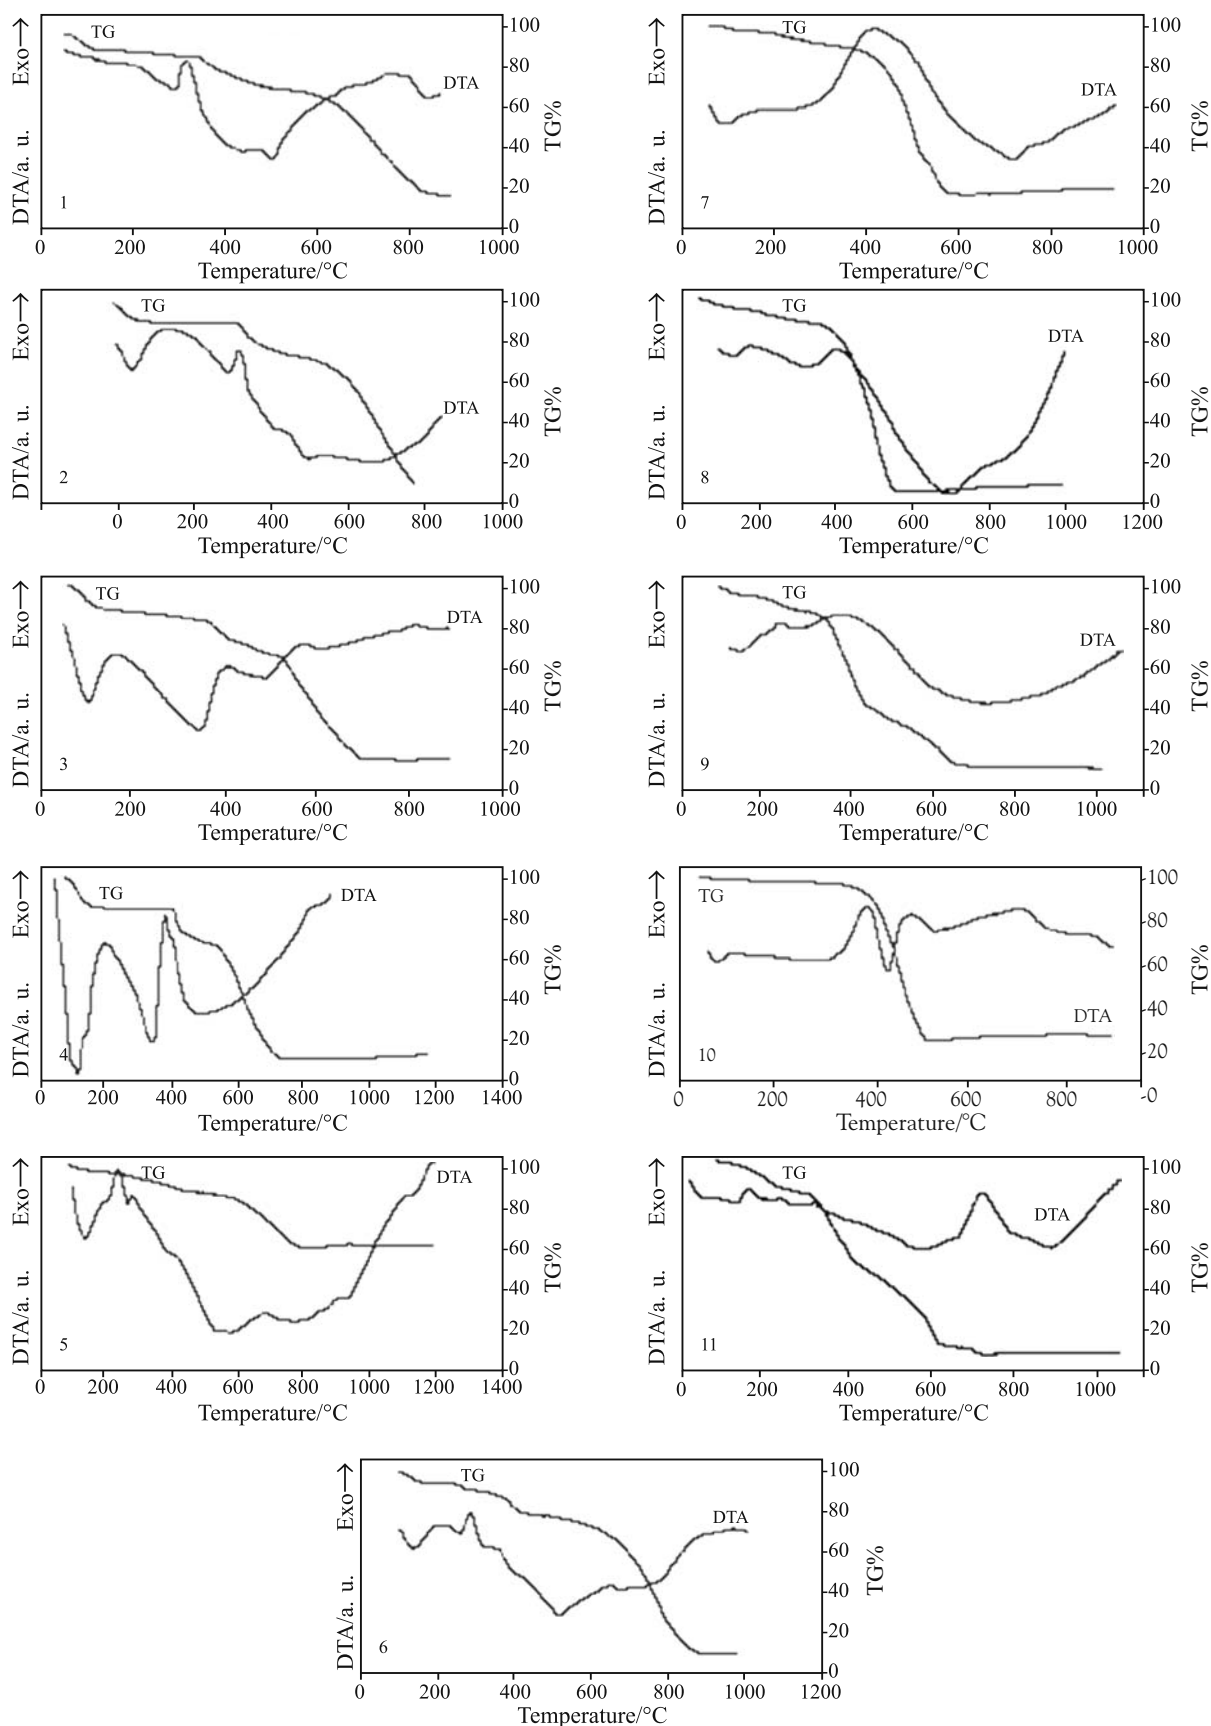 Exo→
DTA/a. u.
TG
DTA
1
100
80
60
40
20
0
TG%
0 200 400 600 800 1000
Temperature/°C
Exo→
DTA/a. u.
TG
DTA
7
100
80
60
40
20
0
TG%
0 200 400 600 800 1000
Temperature/°C
Exo→
DTA/a. u.
TG
DTA
2
100
80
60
40
20
0
TG%
0 200 400 600 800 1000
Temperature/°C
Exo→
DTA/a. u.
TG
DTA
8
100
80
60
40
20
0
TG%
0 200 400 600 800 1000 1200
Temperature/°C
Exo→
DTA/a. u.
TG
DTA
3
100
80
60
40
20
0
TG%
0 200 400 600 800 1000
Temperature/°C
Exo→
DTA/a. u.
TG
DTA
9
100
80
60
40
20
0
TG%
0 200 400 600 800 1000
Temperature/°C
Exo→
DTA/a. u.
TG
DTA
4
100
80
60
40
20
0
TG%
0 200 400 600 800 1000 1200 1400
Temperature/°C
Exo→
DTA/a. u.
TG
DTA
10
100
80
60
40
20
-0
TG%
0 200 400 600 800
Temperature/°C
Exo→
DTA/a. u.
TG
DTA
5
100
80
60
40
20
0
TG%
0 200 400 600 800 1000 1200 1400
Temperature/°C
Exo→
DTA/a. u.
TG
DTA
11
100
80
60
40
20
0
TG%
0 200 400 600 800 1000
Temperature/°C
Exo→
DTA/a. u.
TG
DTA
6
100
80
60
40
20
0
TG%
0 200 400 600 800 1000 1200
Temperature/°C